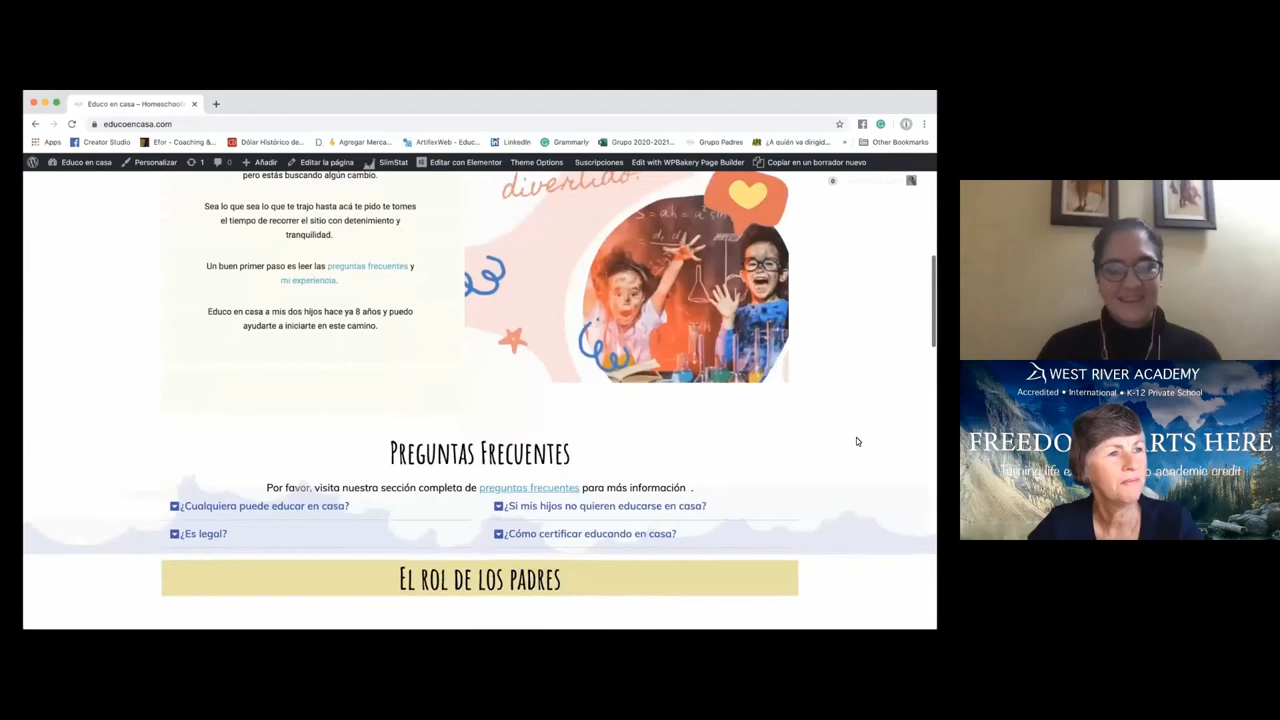 Educo en casa – Homeschool
educoencasa.com
Apps Creator Studio Efor - Coaching &... Dólar Histórico de... Agregar Merca... ArtifexWeb - Educ... LinkedIn Grammarly Grupo 2020-2021... Grupo Padres ¿A quién va dirigid... » Other Bookmarks
Educo en casa Personalizar 1 0 Añadir Editar la página SlimStat Editar con Elementor Theme Options Suscripciones Edit with WPBakery Page Builder Copiar en un borrador nuevo
pero estás buscando algún cambio.
divertido.
Sea lo que sea lo que te trajo hasta acá te pido te tomes
el tiempo de recorrer el sitio con detenimiento y
tranquilidad.
Un buen primer paso es leer las preguntas frecuentes y
mi experiencia.
Educo en casa a mis dos hijos hace ya 8 años y puedo
ayudarte a iniciarte en este camino.
Preguntas Frecuentes
Por favor, visita nuestra sección completa de preguntas frecuentes para más información .
¿Cualquiera puede educar en casa?
¿Si mis hijos no quieren educarse en casa?
¿Es legal?
¿Cómo certificar educando en casa?
El rol de los padres
WEST RIVER ACADEMY
Accredited • International • K-12 Private School
FREEDO ARTS HERE
Turning life e o academic credit